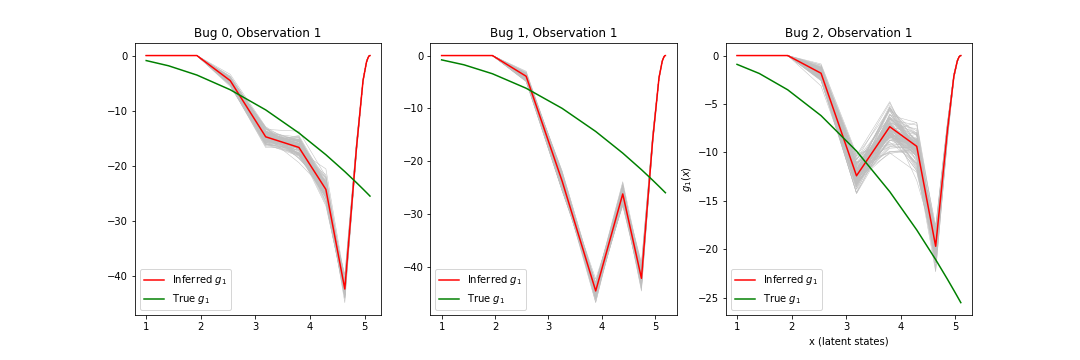 Bug 0, Observation 1
0
−10
−20
−30
−40
1
2
3
4
5
Inferred g₁
True g₁
Bug 1, Observation 1
0
−10
−20
−30
−40
1
2
3
4
5
Inferred g₁
True g₁
Bug 2, Observation 1
g₁(x)
0
−5
−10
−15
−20
−25
1
2
3
4
5
x (latent states)
Inferred g₁
True g₁